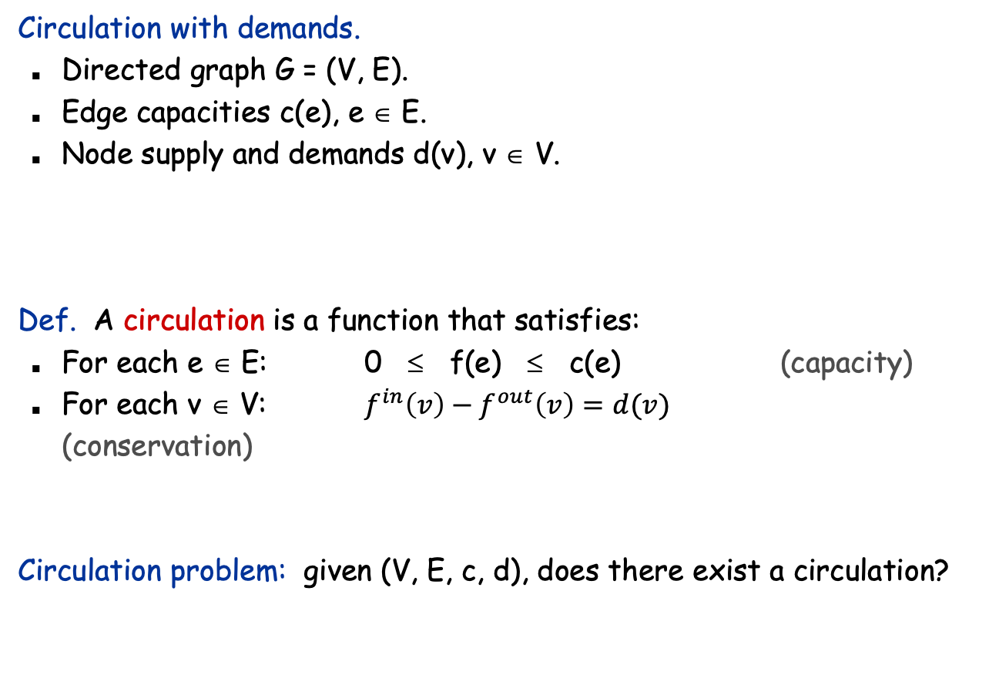 Circulation with demands.
▪ Directed graph G = (V, E).
▪ Edge capacities c(e), e ∈ E.
▪ Node supply and demands d(v), v ∈ V.
Def. A circulation is a function that satisfies:
▪ For each e ∈ E: 0 ≤ f(e) ≤ c(e) (capacity)
▪ For each v ∈ V: f^{in}(v) − f^{out}(v) = d(v)
(conservation)
Circulation problem: given (V, E, c, d), does there exist a circulation?